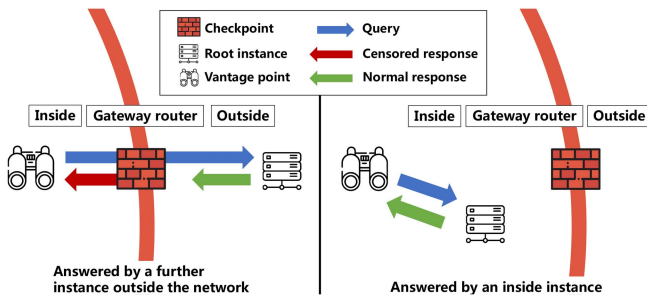 Checkpoint
Query
Root instance
Censored response
Vantage point
Normal response
Inside
Gateway router
Outside
Inside
Gateway router
Outside
Answered by a further
instance outside the network
Answered by an inside instance